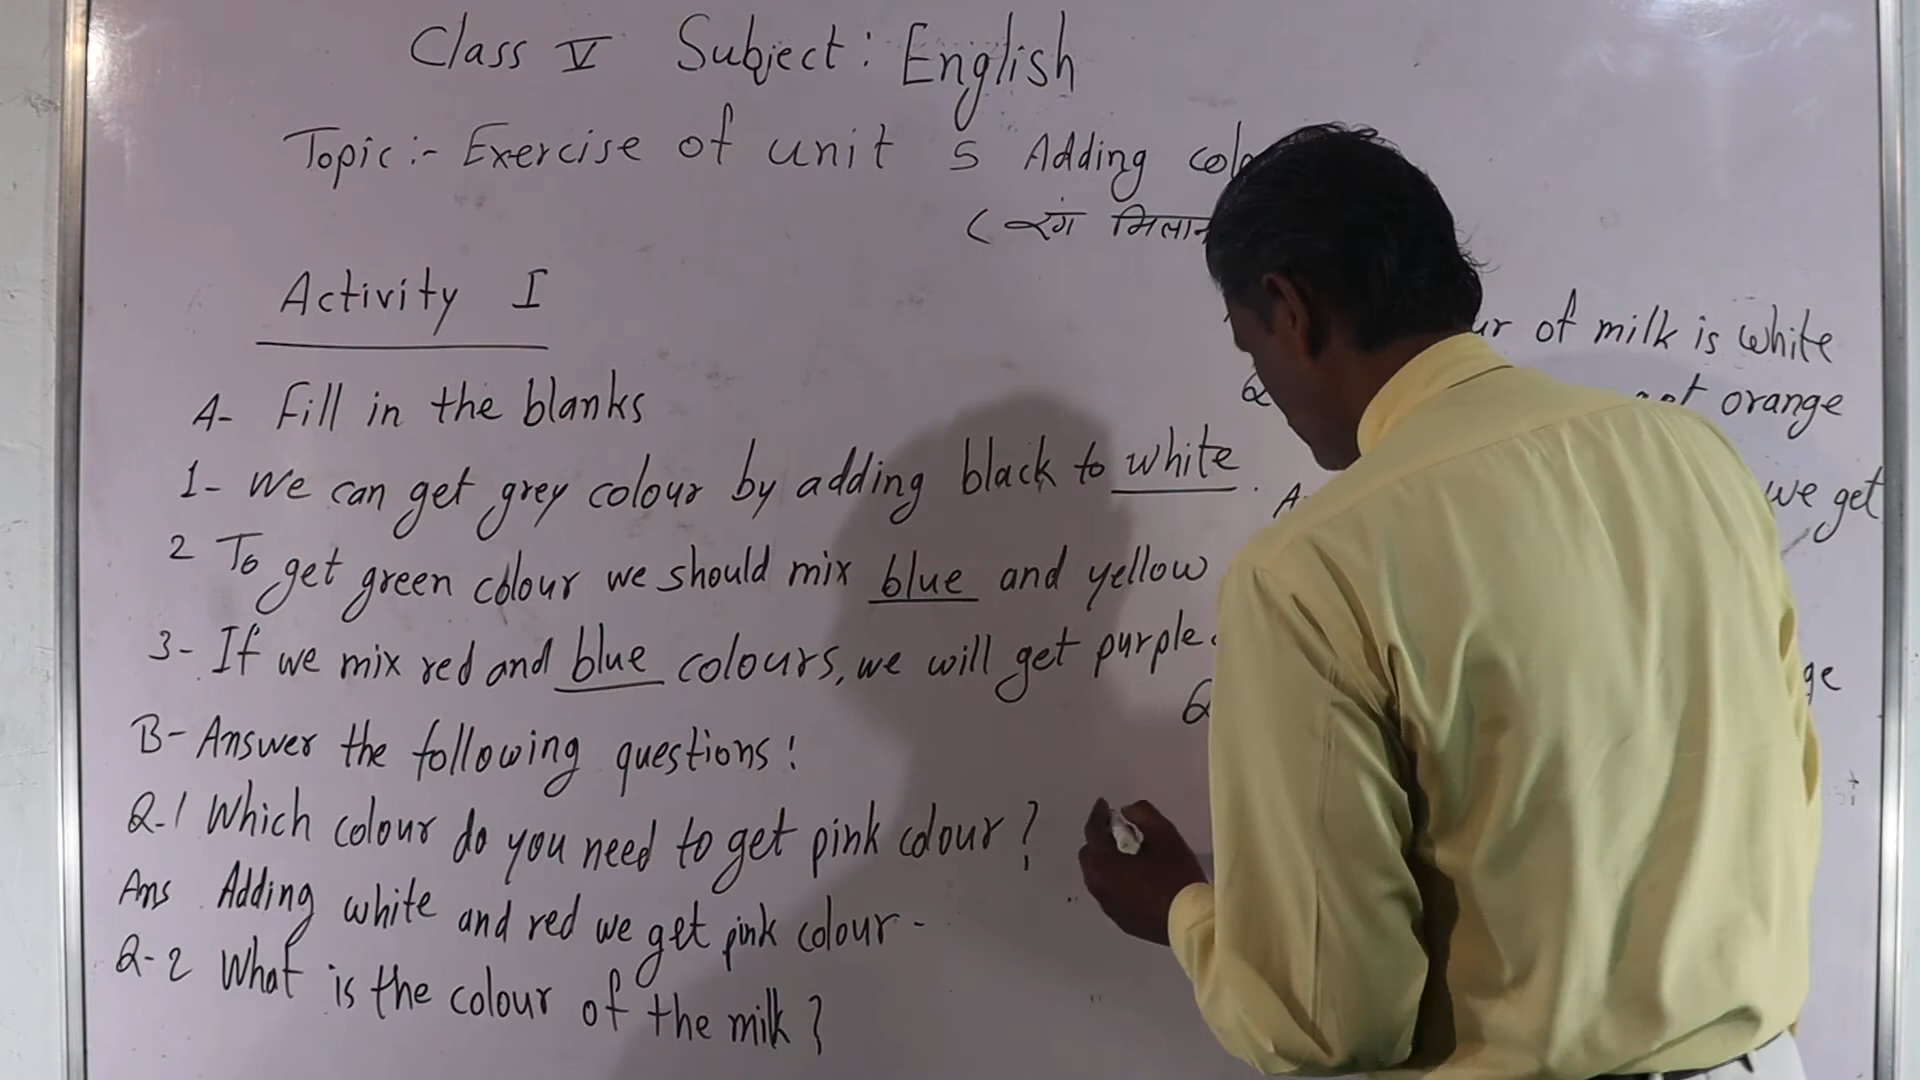 Class V Subject: English
Topic:- Exercise of unit 5 Adding
(रंग
Activity I
A- Fill in the blanks
1- We can get grey colour by adding black to white.
2 To get green colour we should mix blue and yellow
3- If we mix red and blue colours, we will get purple.
B- Answer the following questions:
Q.1 Which colour do you need to get pink colour?
Ans. Adding white and red we get pink colour.
Q-2 What is the colour of the milk?
of milk is white
orange
we get